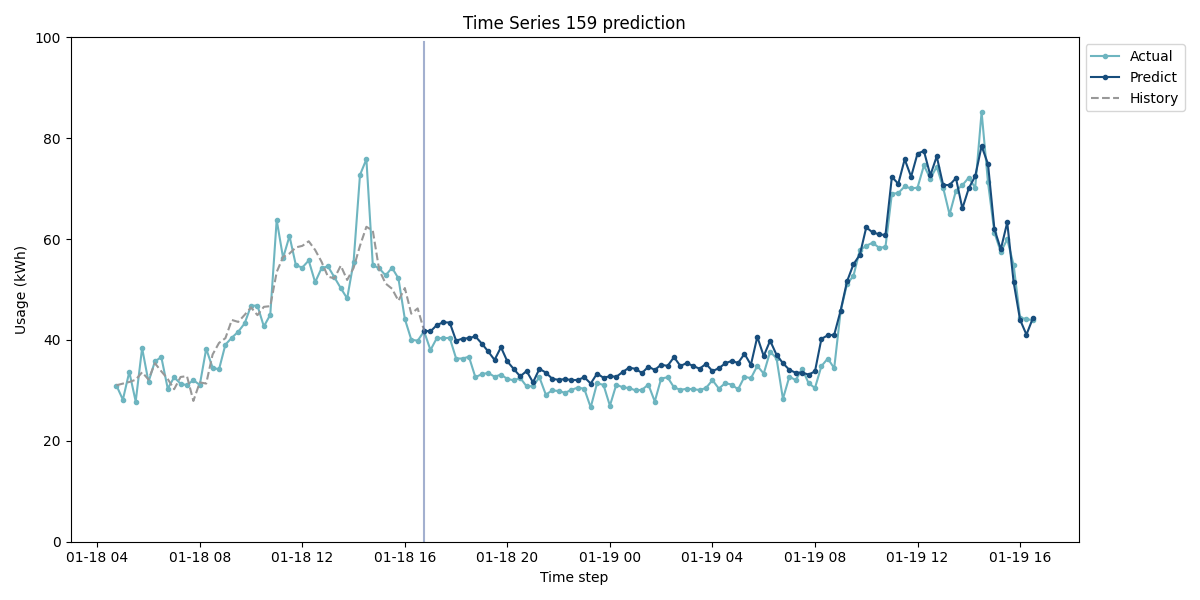 Time Series 159 prediction
Usage (kWh)
100
80
60
40
20
0
01-18 04
01-18 08
01-18 12
01-18 16
01-18 20
01-19 00
01-19 04
01-19 08
01-19 12
01-19 16
Time step
Actual
Predict
History